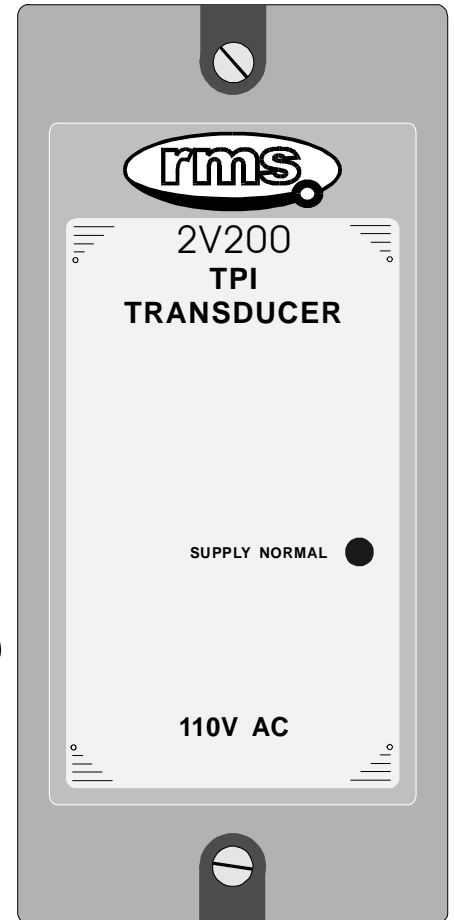 rms
2V200
TPI
TRANSDUCER
SUPPLY NORMAL
110V AC